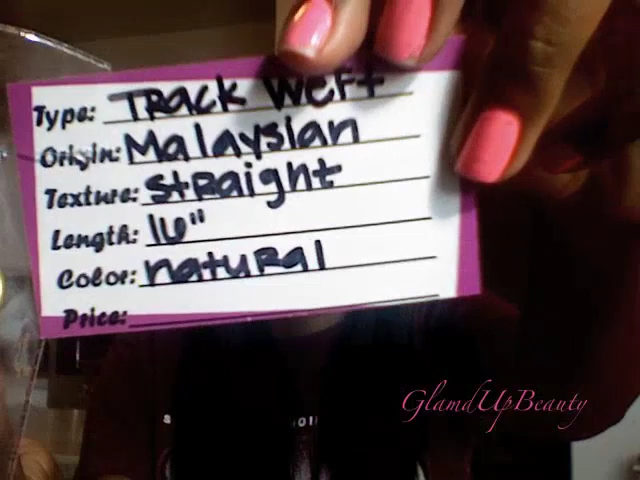 Type: Track Weft
Origin: Malaysian
Texture: Straight
Length: 16"
Color: natural
Price:
GlamdUpBeauty